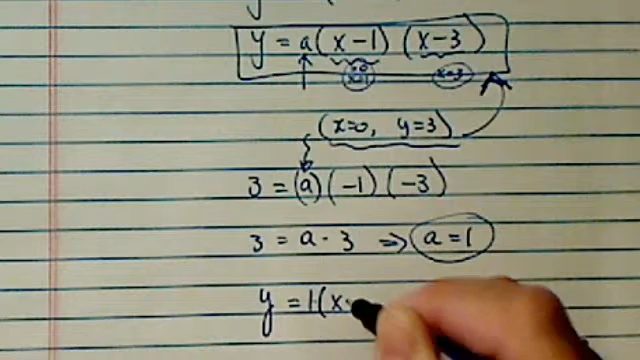 y = a(x-1)(x-3)
x=1 x=3
(x=0, y=3)
3 = (a)(-1)(-3)
3 = a · 3 => a = 1
y = 1(x-